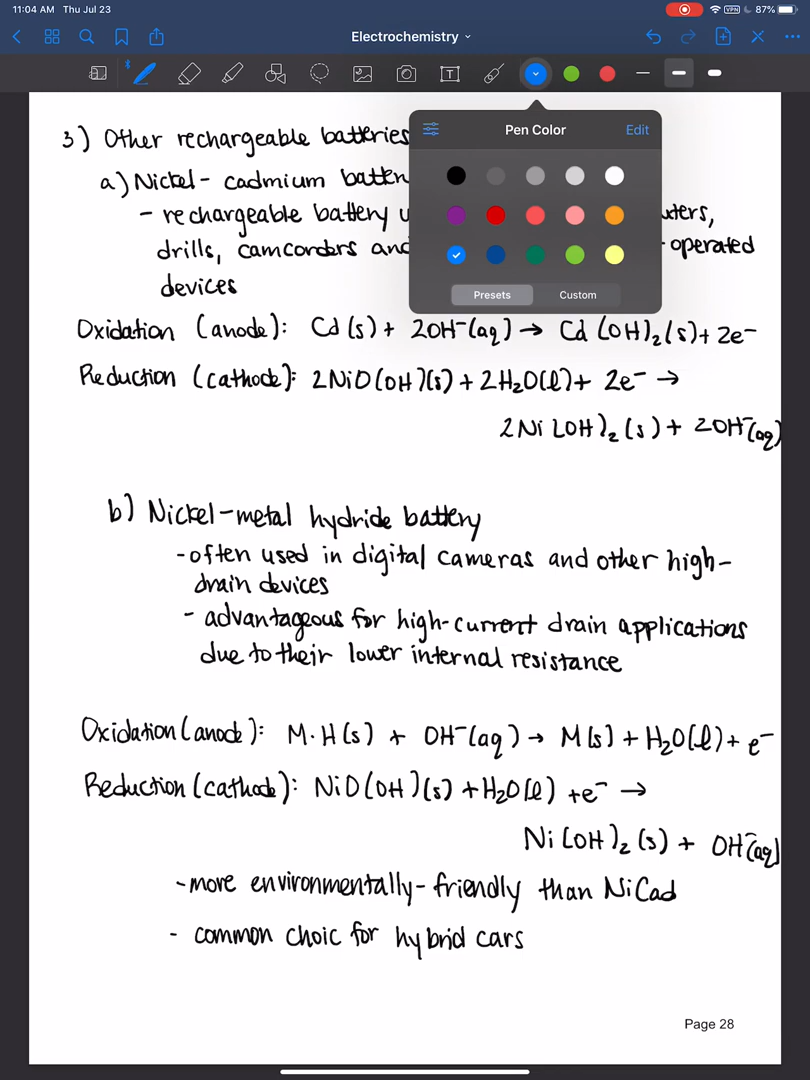 11:04 AM Thu Jul 23
VPN
87%
Electrochemistry
T
Pen Color
Edit
Presets
Custom
3) Other rechargeable batteries
a) Nickel- cadmium
- rechargeable battery
drills, camcorders and - operated
devices
Oxidation (anode): Cd(s) + 2OH⁻(aq) → Cd(OH)₂(s) + 2e⁻
Reduction (cathode): 2NiO(OH)(s) + 2H₂O(l) + 2e⁻ →
2Ni(OH)₂(s) + 2OH⁻(aq)
b) Nickel-metal hydride battery
- often used in digital cameras and other high-
drain devices
- advantageous for high-current drain applications
due to their lower internal resistance
Oxidation (anode): M·H(s) + OH⁻(aq) → M(s) + H₂O(l) + e⁻
Reduction (cathode): NiO(OH)(s) + H₂O(l) + e⁻ →
Ni(OH)₂(s) + OH⁻(aq)
- more environmentally-friendly than NiCad
- common choic for hybrid cars
Page 28